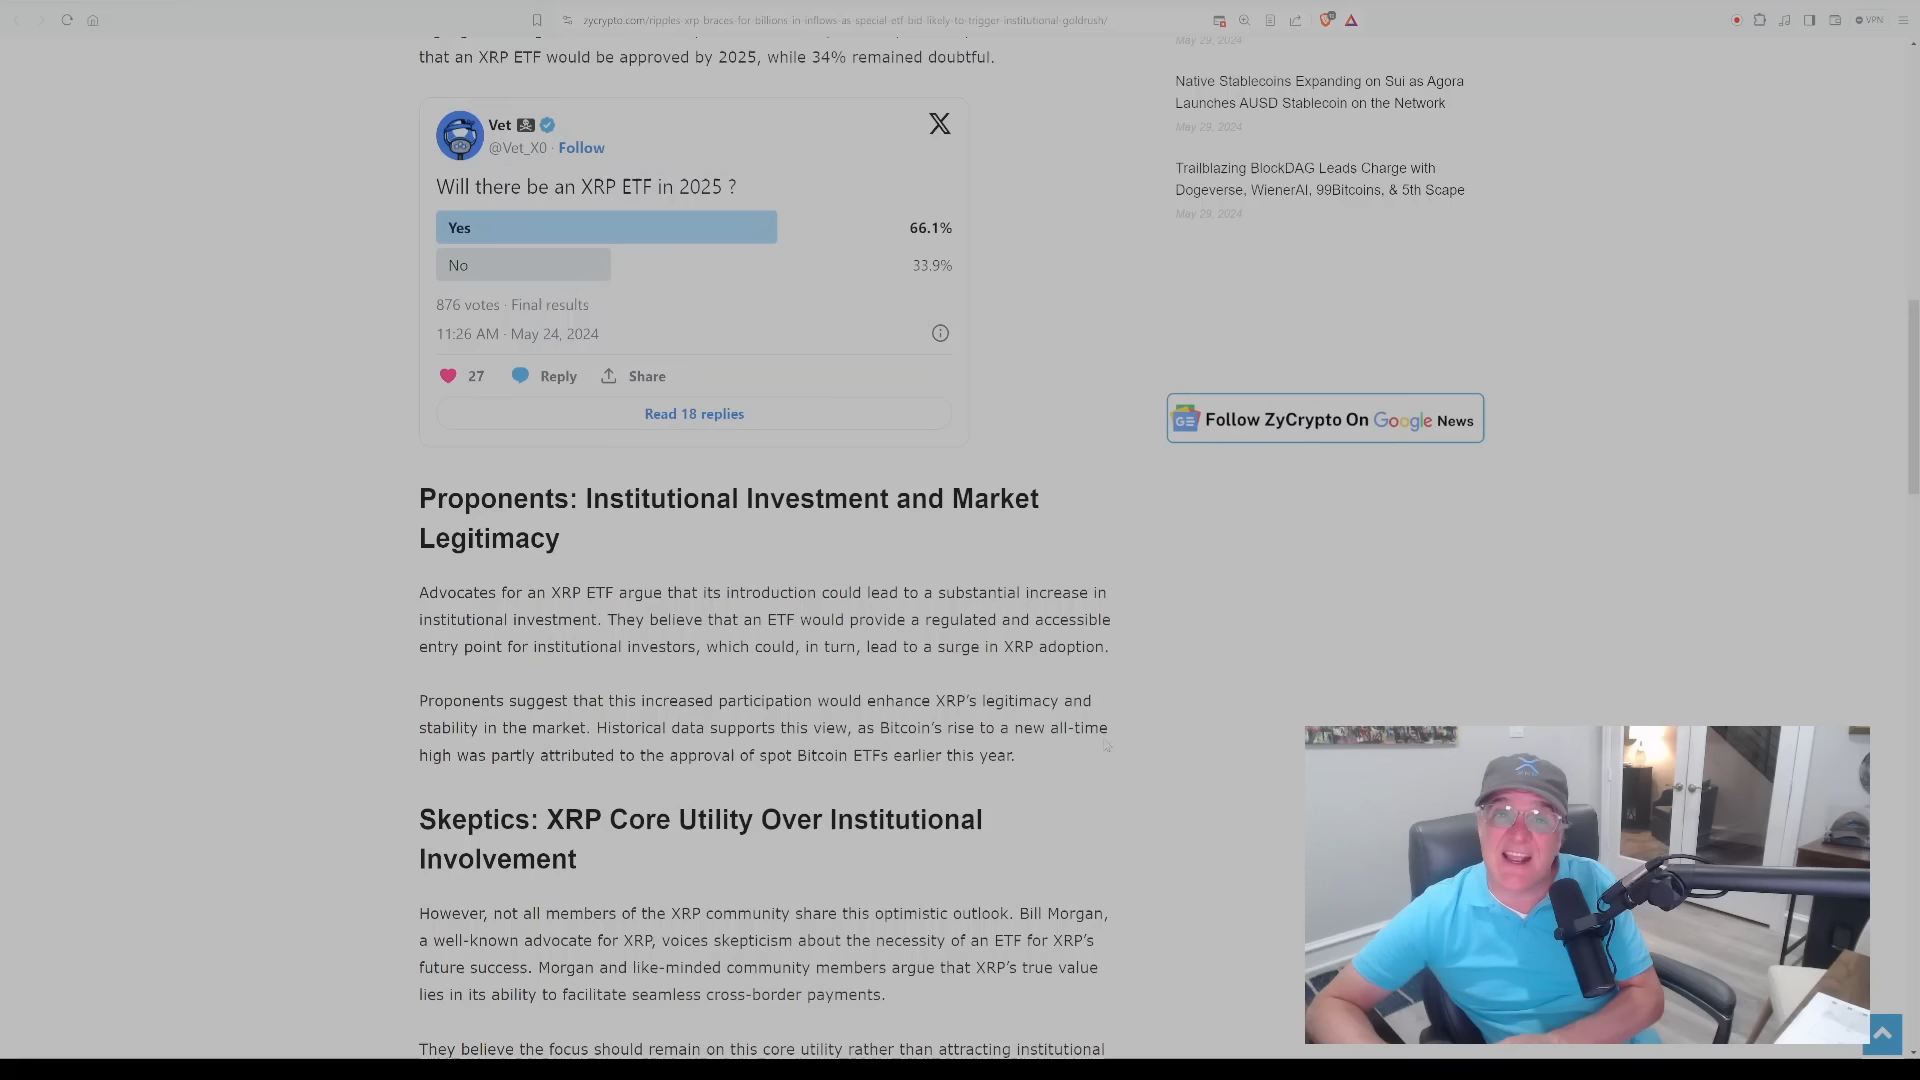 zycrypto.com/ripples-xrp-braces-for-billions-in-inflows-as-special-etf-bid-likely-to-trigger-institutional-goldrush/
VPN
that an XRP ETF would be approved by 2025, while 34% remained doubtful.
Vet
@Vet_X0 · Follow
Will there be an XRP ETF in 2025 ?
Yes 66.1%
No 33.9%
876 votes · Final results
11:26 AM · May 24, 2024
27 Reply Share
Read 18 replies
Proponents: Institutional Investment and Market
Legitimacy
Advocates for an XRP ETF argue that its introduction could lead to a substantial increase in
institutional investment. They believe that an ETF would provide a regulated and accessible
entry point for institutional investors, which could, in turn, lead to a surge in XRP adoption.
Proponents suggest that this increased participation would enhance XRP’s legitimacy and
stability in the market. Historical data supports this view, as Bitcoin’s rise to a new all-time
high was partly attributed to the approval of spot Bitcoin ETFs earlier this year.
Skeptics: XRP Core Utility Over Institutional
Involvement
However, not all members of the XRP community share this optimistic outlook. Bill Morgan,
a well-known advocate for XRP, voices skepticism about the necessity of an ETF for XRP’s
future success. Morgan and like-minded community members argue that XRP’s true value
lies in its ability to facilitate seamless cross-border payments.
They believe the focus should remain on this core utility rather than attracting institutional
May 29, 2024
Native Stablecoins Expanding on Sui as Agora
Launches AUSD Stablecoin on the Network
May 29, 2024
Trailblazing BlockDAG Leads Charge with
Dogeverse, WienerAI, 99Bitcoins, & 5th Scape
May 29, 2024
GE Follow ZyCrypto On Google News